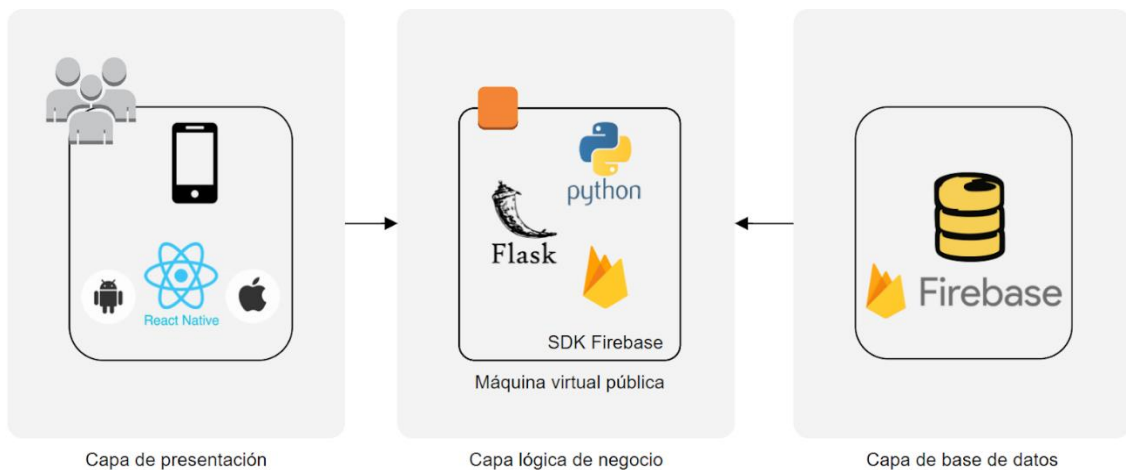 React Native
python
Flask
SDK Firebase
Máquina virtual pública
Firebase
Capa de presentación
Capa lógica de negocio
Capa de base de datos